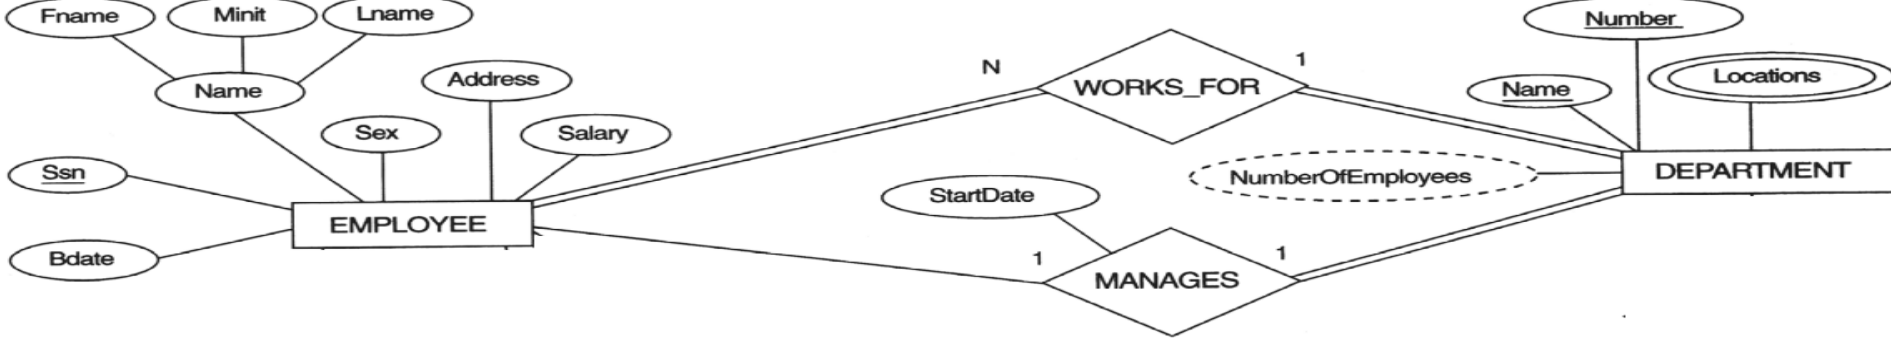 Fname
Minit
Lname
Number
N
1
Address
WORKS_FOR
Locations
Name
Name
Sex
Salary
Ssn
NumberOfEmployees
DEPARTMENT
StartDate
EMPLOYEE
Bdate
1
1
MANAGES